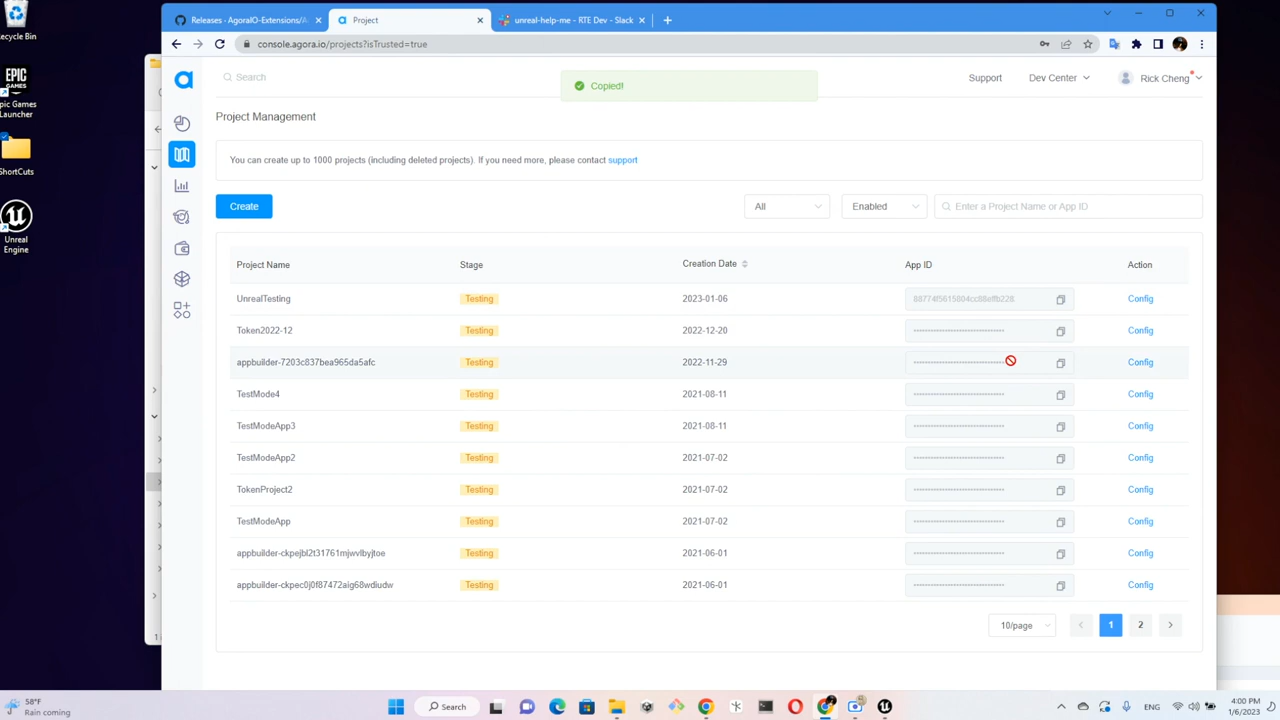 Recycle Bin
Epic Games
Launcher
ShortCuts
Unreal
Engine
Releases - AgoraIO-Extensions/A
Project
unreal-help-me - RTE Dev - Slack
console.agora.io/projects?isTrusted=true
Search
Copied!
Support
Dev Center
Rick Cheng
Project Management
You can create up to 1000 projects (including deleted projects). If you need more, please contact support
Create
All
Enabled
Enter a Project Name or App ID
Project Name Stage Creation Date App ID Action
UnrealTesting Testing 2023-01-06 Config
Token2022-12 Testing 2022-12-20 Config
appbuilder-7203c837bea965da5afc Testing 2022-11-29 Config
TestMode4 Testing 2021-08-11 Config
TestModeApp3 Testing 2021-08-11 Config
TestModeApp2 Testing 2021-07-02 Config
TokenProject2 Testing 2021-07-02 Config
TestModeApp Testing 2021-07-02 Config
appbuilder-ckpejbl2t31761mjwvlbyjtoe Testing 2021-06-01 Config
appbuilder-ckpec0j0f87472aig68wdiudw Testing 2021-06-01 Config
10/page
1
2
58°F
Rain coming
Search
ENG
4:00 PM
1/6/2023